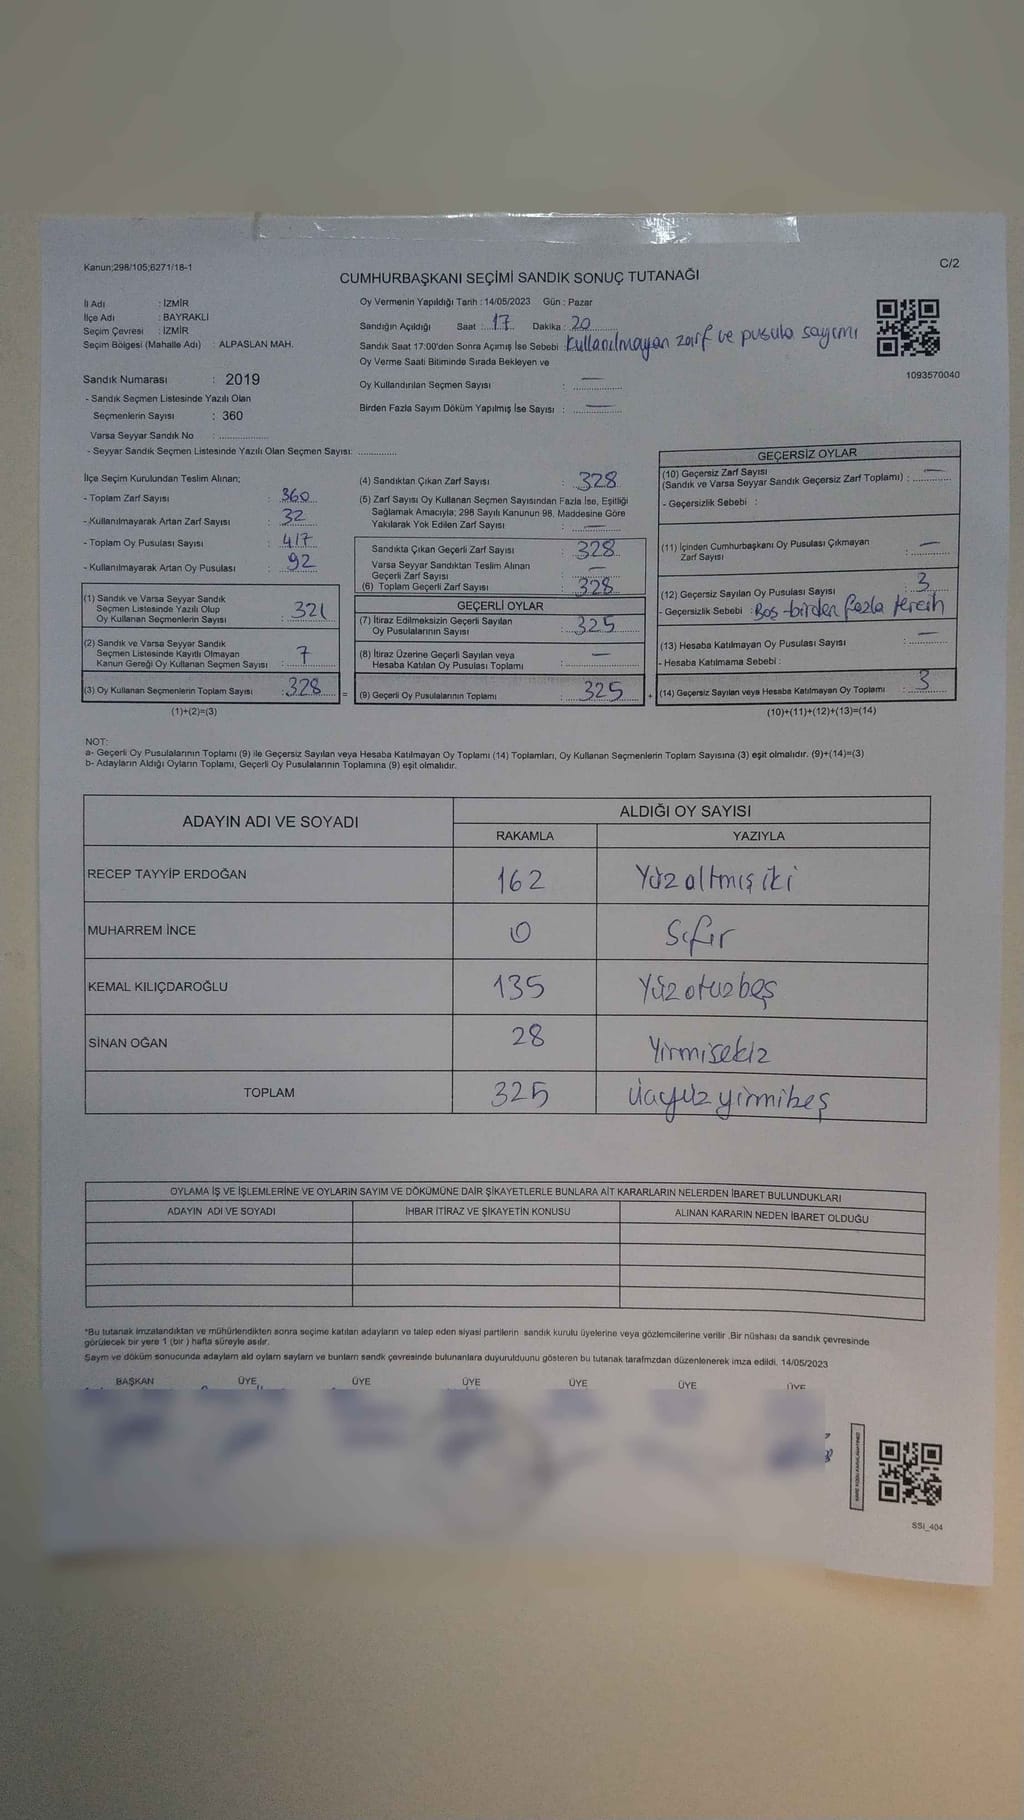 Kanun;298/105;6271/18-1
C/2
CUMHURBAŞKANI SEÇİMİ SANDIK SONUÇ TUTANAĞI
İl Adı : İZMİR
İlçe Adı : BAYRAKLI
Seçim Çevresi : İZMİR
Seçim Bölgesi (Mahalle Adı) : ALPASLAN MAH.
Sandık Numarası : 2019
- Sandık Seçmen Listesinde Yazılı Olan
Seçmenlerin Sayısı : 360
Varsa Seyyar Sandık No : ..................
- Seyyar Sandık Seçmen Listesinde Yazılı Olan Seçmen Sayısı: .............
Oy Vermenin Yapıldığı Tarih : 14/05/2023 Gün : Pazar
Sandığın Açıldığı Saat : 17 Dakika : 20
Sandık Saat 17:00'den Sonra Açımış İse Sebebi : Kullanılmayan zarf ve pusula sayımı
Oy Verme Saati Bitiminde Sırada Bekleyen ve
Oy Kullandırılan Seçmen Sayısı : —
Birden Fazla Sayım Döküm Yapılmış İse Sayısı : —
1093570040
İlçe Seçim Kurulundan Teslim Alınan;
- Toplam Zarf Sayısı : 360
- Kullanılmayarak Artan Zarf Sayısı : 32
- Toplam Oy Pusulası Sayısı : 417
- Kullanılmayarak Artan Oy Pusulası : 92
(1) Sandık ve Varsa Seyyar Sandık
Seçmen Listesinde Yazılı Olup
Oy Kullanan Seçmenlerin Sayısı : 321
(2) Sandık ve Varsa Seyyar Sandık
Seçmen Listesinde Kayıtlı Olmayan
Kanun Gereği Oy Kullanan Seçmen Sayısı : 7
(3) Oy Kullanan Seçmenlerin Toplam Sayısı : 328 =
(1)+(2)=(3)
(4) Sandıktan Çıkan Zarf Sayısı : 328
(5) Zarf Sayısı Oy Kullanan Seçmen Sayısından Fazla İse, Eşitliği
Sağlamak Amacıyla; 298 Sayılı Kanunun 98. Maddesine Göre
Yakılarak Yok Edilen Zarf Sayısı : —
Sandıkta Çıkan Geçerli Zarf Sayısı : 328
Varsa Seyyar Sandıktan Teslim Alınan
Geçerli Zarf Sayısı : —
(6) Toplam Geçerli Zarf Sayısı : 328
GEÇERLİ OYLAR
(7) İtiraz Edilmeksizin Geçerli Sayılan
Oy Pusulalarının Sayısı : 325
(8) İtiraz Üzerine Geçerli Sayılan veya
Hesaba Katılan Oy Pusulası Toplamı : —
(9) Geçerli Oy Pusulalarının Toplamı : 325 +
GEÇERSİZ OYLAR
(10) Geçersiz Zarf Sayısı
(Sandık ve Varsa Seyyar Sandık Geçersiz Zarf Toplamı) : —
- Geçersizlik Sebebi :
(11) İçinden Cumhurbaşkanı Oy Pusulası Çıkmayan
Zarf Sayısı : —
(12) Geçersiz Sayılan Oy Pusulası Sayısı : 3
- Geçersizlik Sebebi : Boş-birden fazla tercih
(13) Hesaba Katılmayan Oy Pusulası Sayısı : —
- Hesaba Katılmama Sebebi :
(14) Geçersiz Sayılan veya Hesaba Katılmayan Oy Toplamı : 3
(10)+(11)+(12)+(13)=(14)
NOT:
a- Geçerli Oy Pusulalarının Toplamı (9) ile Geçersiz Sayılan veya Hesaba Katılmayan Oy Toplamı (14) Toplamları, Oy Kullanan Seçmenlerin Toplam Sayısına (3) eşit olmalıdır. (9)+(14)=(3)
b- Adayların Aldığı Oyların Toplamı, Geçerli Oy Pusulalarının Toplamına (9) eşit olmalıdır.
ADAYIN ADI VE SOYADI
ALDIĞI OY SAYISI
RAKAMLA YAZIYLA
RECEP TAYYİP ERDOĞAN 162 Yüz altmış iki
MUHARREM İNCE 0 Sıfır
KEMAL KILIÇDAROĞLU 135 Yüz otuz beş
SİNAN OĞAN 28 Yirmisekiz
TOPLAM 325 Üçyüz yirmibeş
OYLAMA İŞ VE İŞLEMLERİNE VE OYLARIN SAYIM VE DÖKÜMÜNE DAİR ŞİKAYETLERLE BUNLARA AİT KARARLARIN NELERDEN İBARET BULUNDUKLARI
ADAYIN ADI VE SOYADI İHBAR İTİRAZ VE ŞİKAYETİN KONUSU ALINAN KARARIN NEDEN İBARET OLDUĞU
*Bu tutanak imzalandıktan ve mühürlendikten sonra seçime katılan adayların ve talep eden siyasi partilerin sandık kurulu üyelerine veya gözlemcilerine verilir .Bir nüshası da sandık çevresinde
görülecek bir yere 1 (bir ) hafta süreyle asılır.
Sayım ve döküm sonucunda adayların ald oyların sayların ve bunların sandk çevresinde bulunanlara duyurulduunu gösteren bu tutanak tarafmzdan düzenlenerek imza edildi. 14/05/2023
BAŞKAN ÜYE ÜYE ÜYE ÜYE ÜYE ÜYE
SSI_404